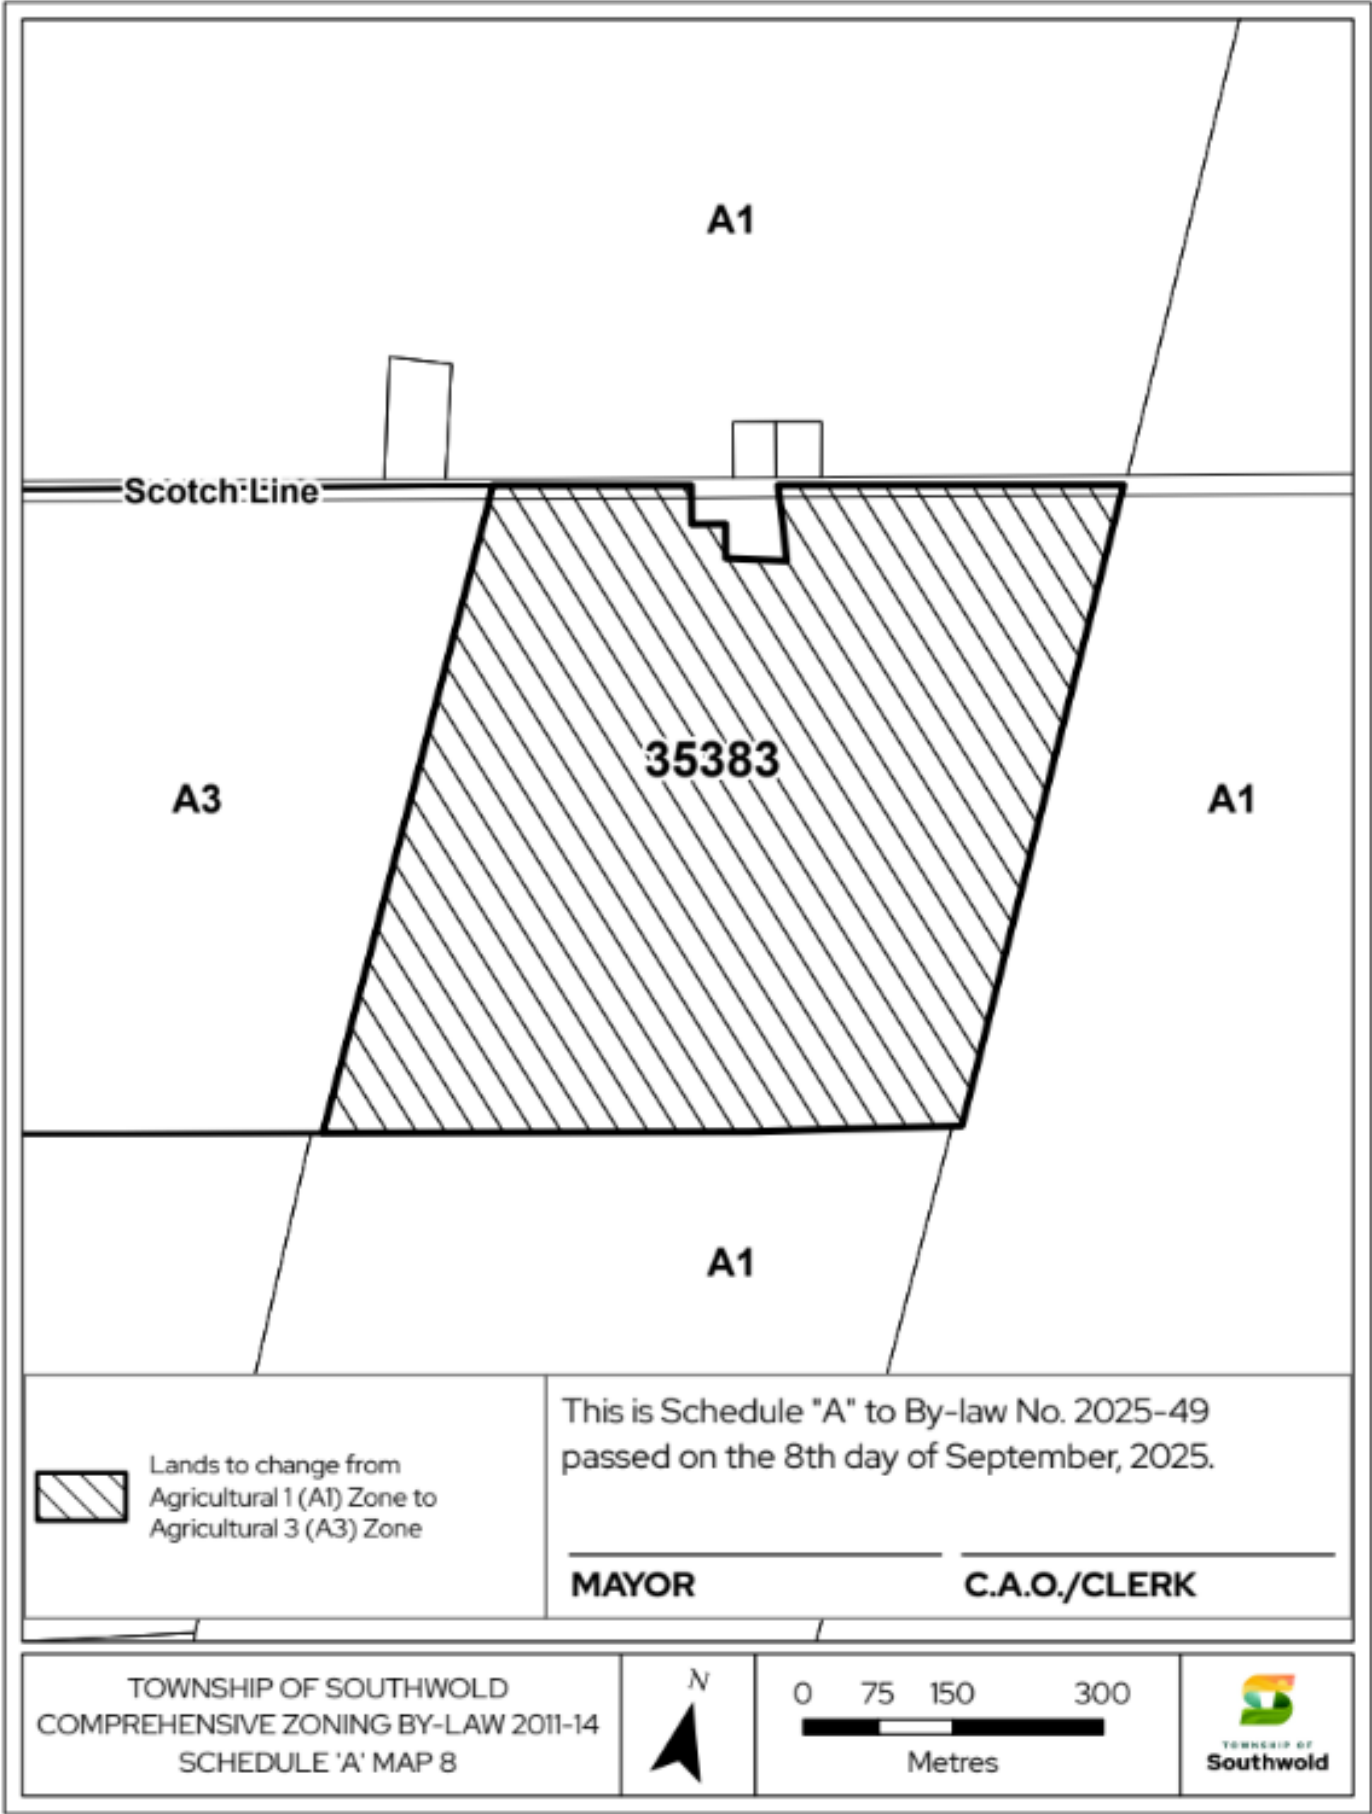 A1
Scotch Line
35383
A3
A1
A1
Lands to change from
Agricultural 1 (A1) Zone to
Agricultural 3 (A3) Zone
This is Schedule "A" to By-law No. 2025-49
passed on the 8th day of September, 2025.
MAYOR
C.A.O./CLERK
TOWNSHIP OF SOUTHWOLD
COMPREHENSIVE ZONING BY-LAW 2011-14
SCHEDULE 'A' MAP 8
N
0 75 150 300
Metres
TOWNSHIP OF
Southwold